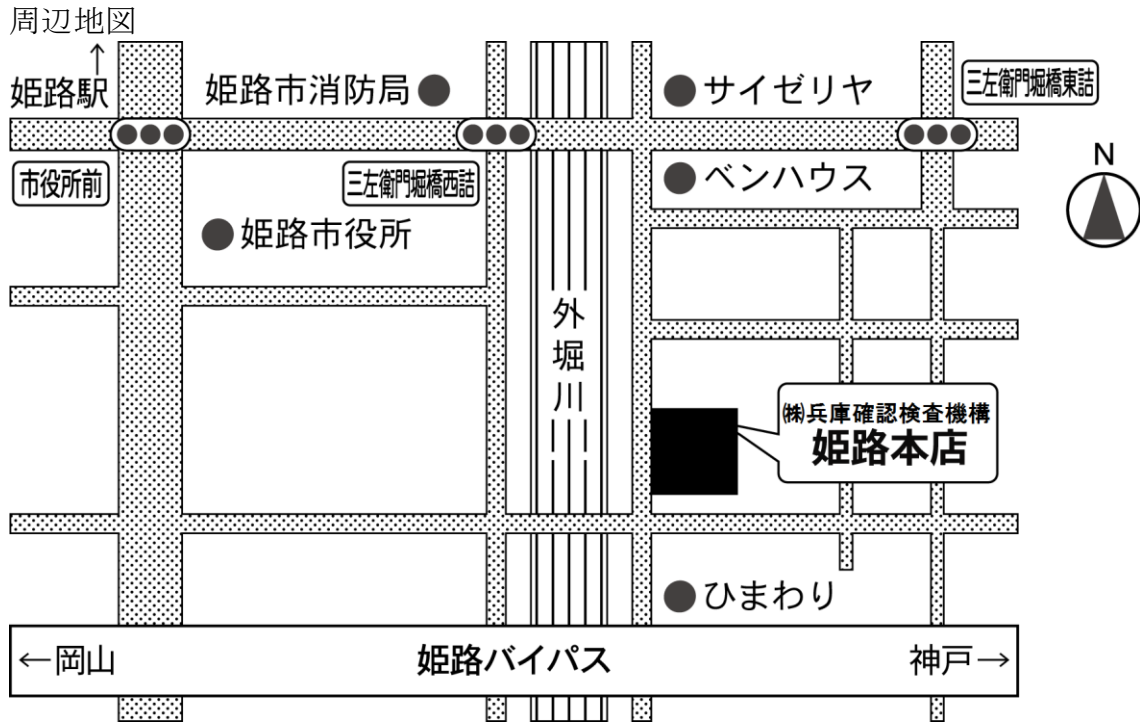 周辺地図
↑
姫路駅
姫路市消防局
サイゼリヤ
三左衛門堀橋東詰
市役所前
三左衛門堀橋西詰
ベンハウス
N
姫路市役所
外堀川
㈱兵庫確認検査機構
姫路本店
ひまわり
←岡山
姫路バイパス
神戸→